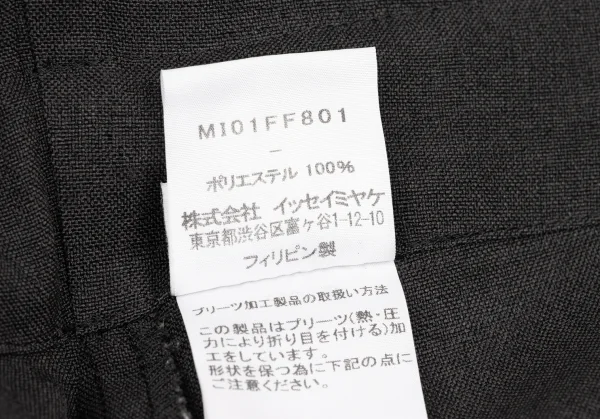 MI01FF801
–
ポリエステル 100%
株式会社 イッセイミヤケ
東京都渋谷区富ヶ谷1-12-10
フィリピン製
プリーツ加工製品の取扱い方法
この製品はプリーツ(熱・圧
力により折り目を付ける)加
工をしています。
形状を保つ為に下記の点に
ご注意ください。